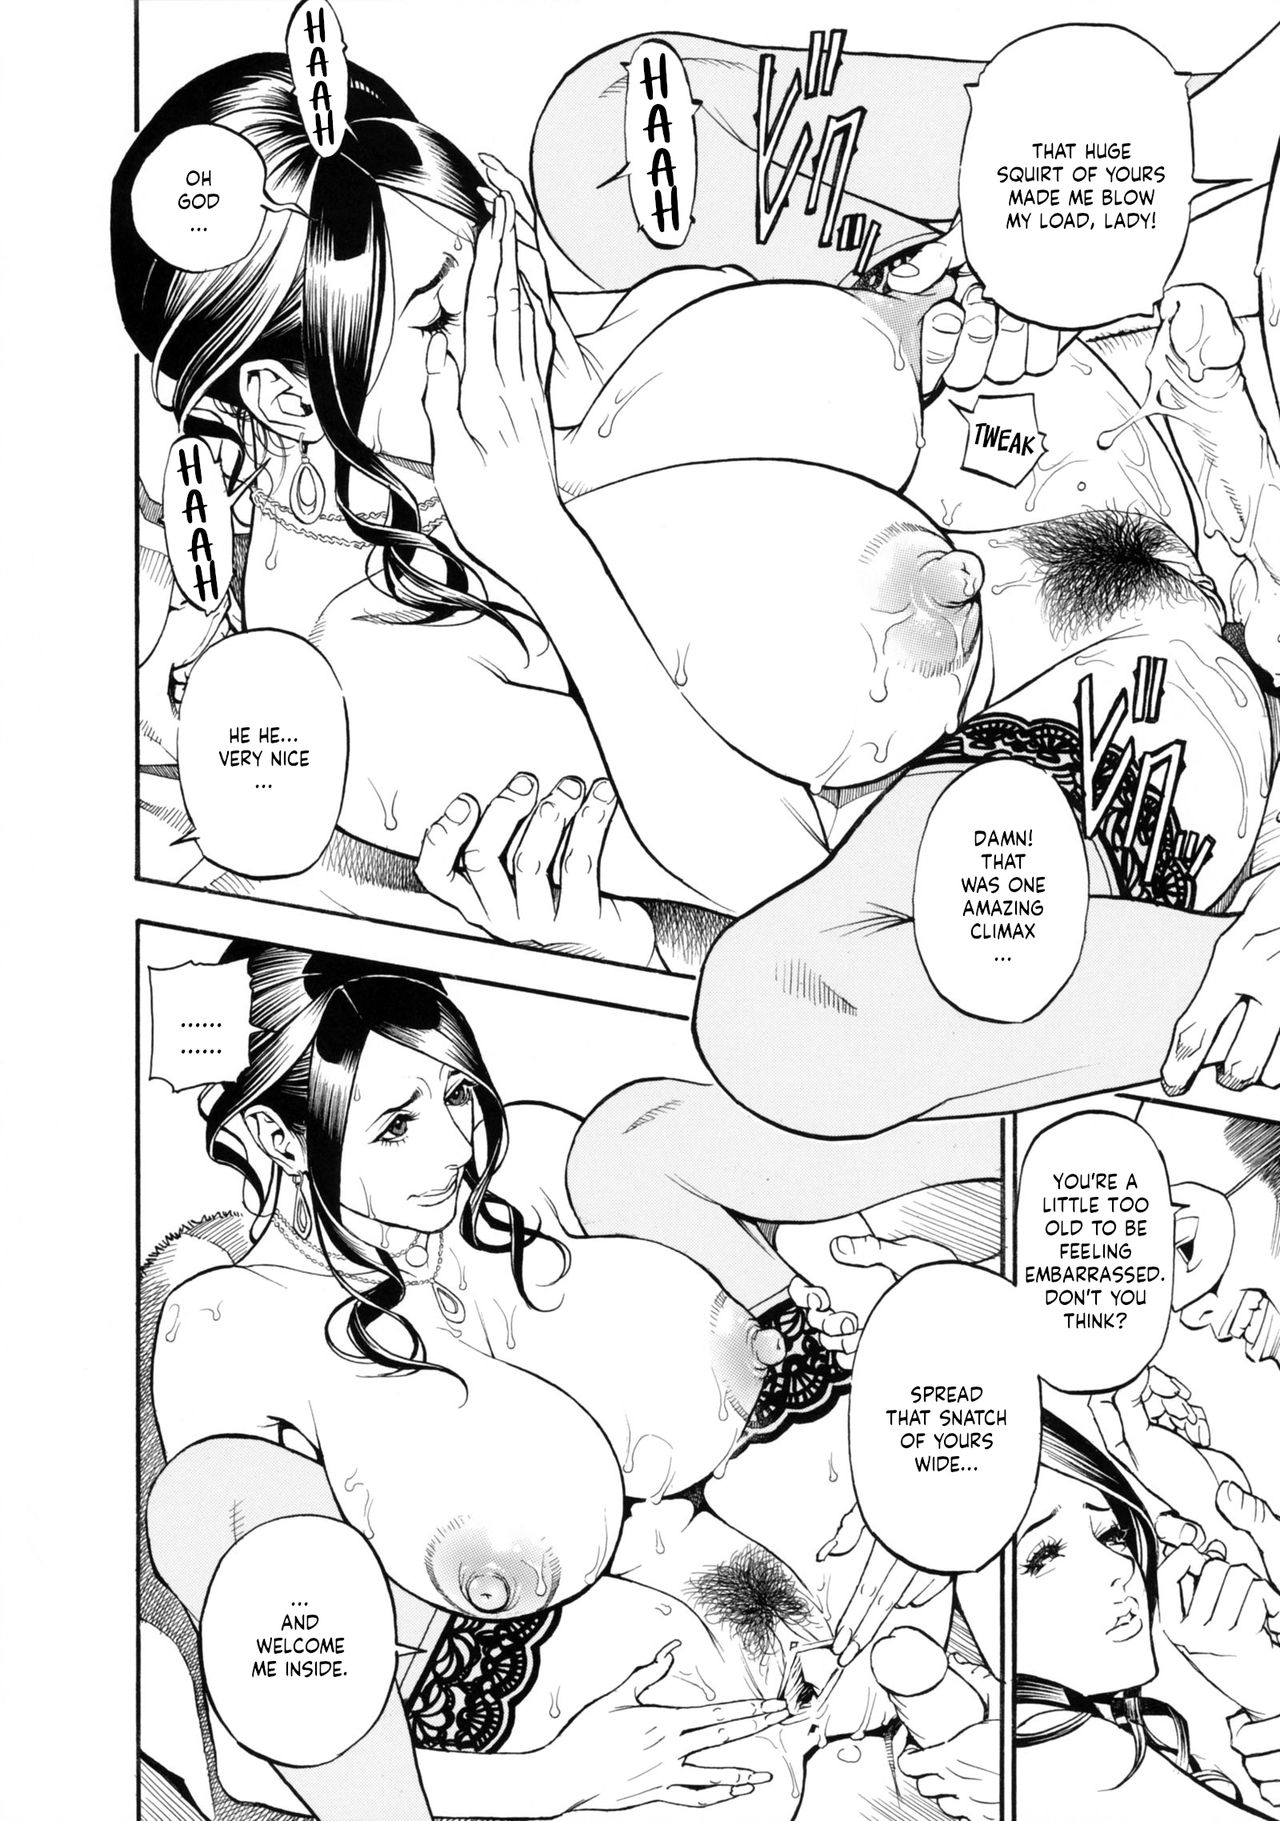 HAAH
HAAH
THAT HUGE
SQUIRT OF YOURS
MADE ME BLOW
MY LOAD, LADY!
OH
GOD
...
TWEAK
HAAH
HE HE...
VERY NICE
...
DAMN!
THAT
WAS ONE
AMAZING
CLIMAX
...
YOU'RE A
LITTLE TOO
OLD TO BE
FEELING
EMBARRASSED.
DON'T YOU
THINK?
......
......
SPREAD
THAT SNATCH
OF YOURS
WIDE...
...
AND
WELCOME
ME INSIDE.